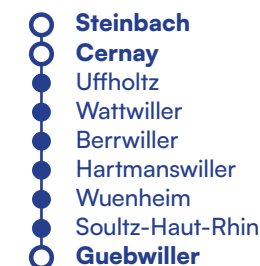 Steinbach
Cernay
Uffholtz
Wattwiller
Berrwiller
Hartmanswiller
Wuenheim
Soultz-Haut-Rhin
Guebwiller